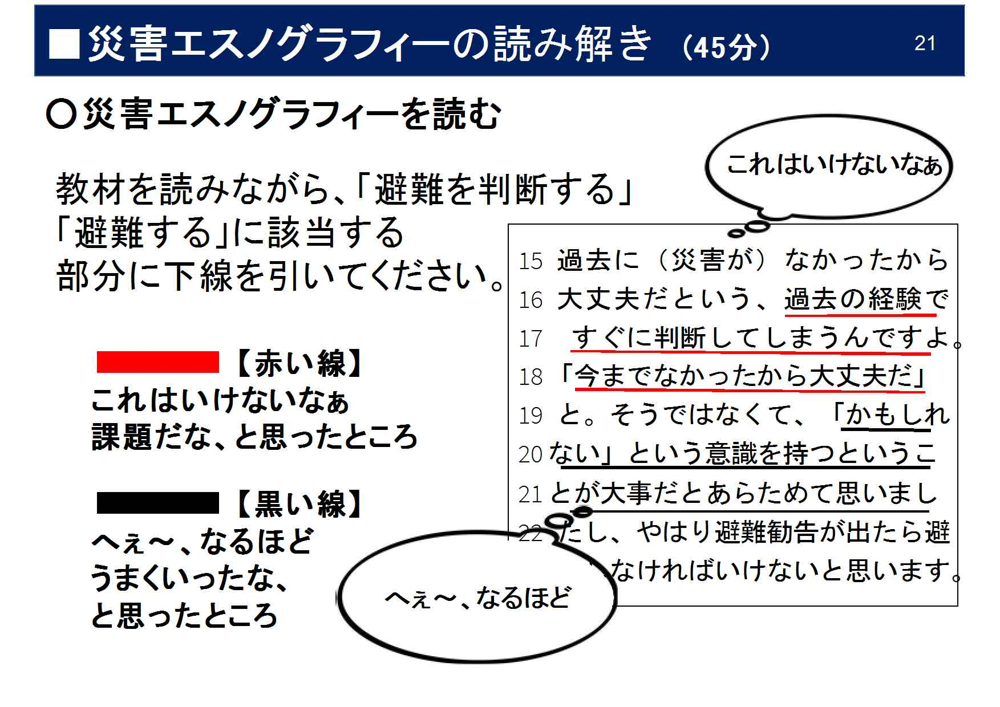 ■災害エスノグラフィーの読み解き （45分）
21
〇災害エスノグラフィーを読む
教材を読みながら、「避難を判断する」
「避難する」に該当する
部分に下線を引いてください。
【赤い線】
これはいけないなぁ
課題だな、と思ったところ
【黒い線】
へぇ～、なるほど
うまくいったな、
と思ったところ
これはいけないなぁ
15 過去に（災害が）なかったから
16 大丈夫だという、過去の経験で
17 すぐに判断してしまうんですよ。
18 「今までなかったから大丈夫だ」
19 と。そうではなくて、「かもしれ
20 ない」という意識を持つというこ
21 とが大事だとあらためて思いまし
22 たし、やはり避難勧告が出たら避
なければいけないと思います。
へぇ～、なるほど